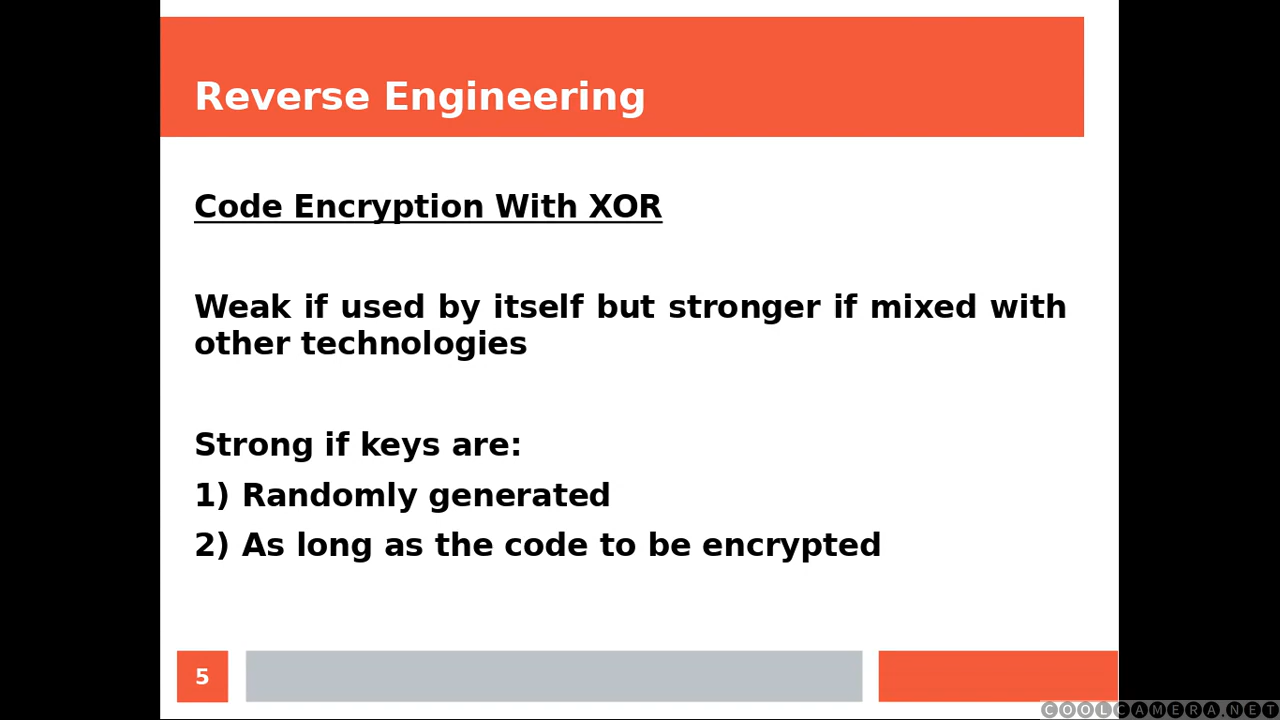 Reverse Engineering
Code Encryption With XOR
Weak if used by itself but stronger if mixed with
other technologies
Strong if keys are:
1) Randomly generated
2) As long as the code to be encrypted
5
COOLCAMERA.NET